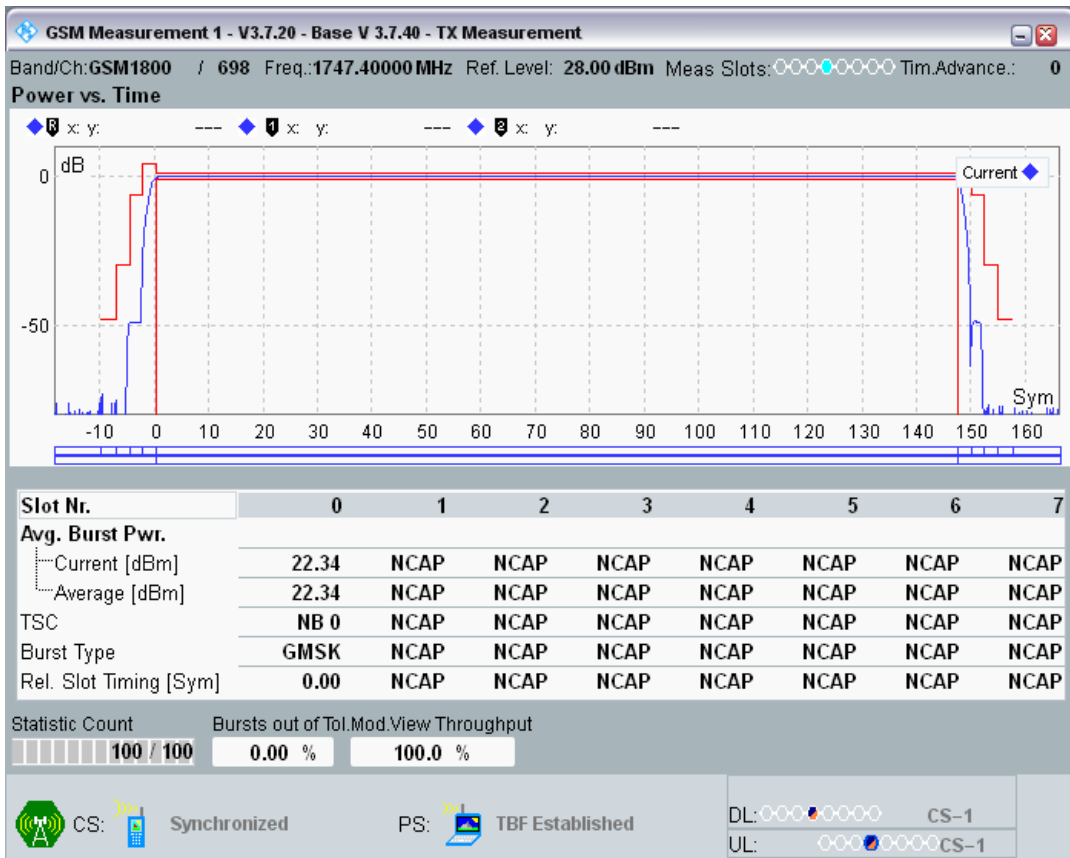 GSM Measurement 1 - V3.7.20 - Base V 3.7.40 - TX Measurement
Band/Ch:GSM1800 / 698 Freq.:1747.40000 MHz Ref. Level: 28.00 dBm Meas Slots: Tim.Advance.: 0
Power vs. Time
R x: y: --- 1 x: y: --- 2 x: y: ---
dB
Current
0
-50
Sym
-10 0 10 20 30 40 50 60 70 80 90 100 110 120 130 140 150 160
Slot Nr. 0 1 2 3 4 5 6 7
Avg. Burst Pwr.
Current [dBm] 22.34 NCAP NCAP NCAP NCAP NCAP NCAP NCAP
Average [dBm] 22.34 NCAP NCAP NCAP NCAP NCAP NCAP NCAP
TSC NB 0 NCAP NCAP NCAP NCAP NCAP NCAP NCAP
Burst Type GMSK NCAP NCAP NCAP NCAP NCAP NCAP NCAP
Rel. Slot Timing [Sym] 0.00 NCAP NCAP NCAP NCAP NCAP NCAP NCAP
Statistic Count Bursts out of Tol.Mod.View Throughput
100 / 100 0.00 % 100.0 %
CS: Synchronized PS: TBF Established
DL: CS-1
UL: CS-1